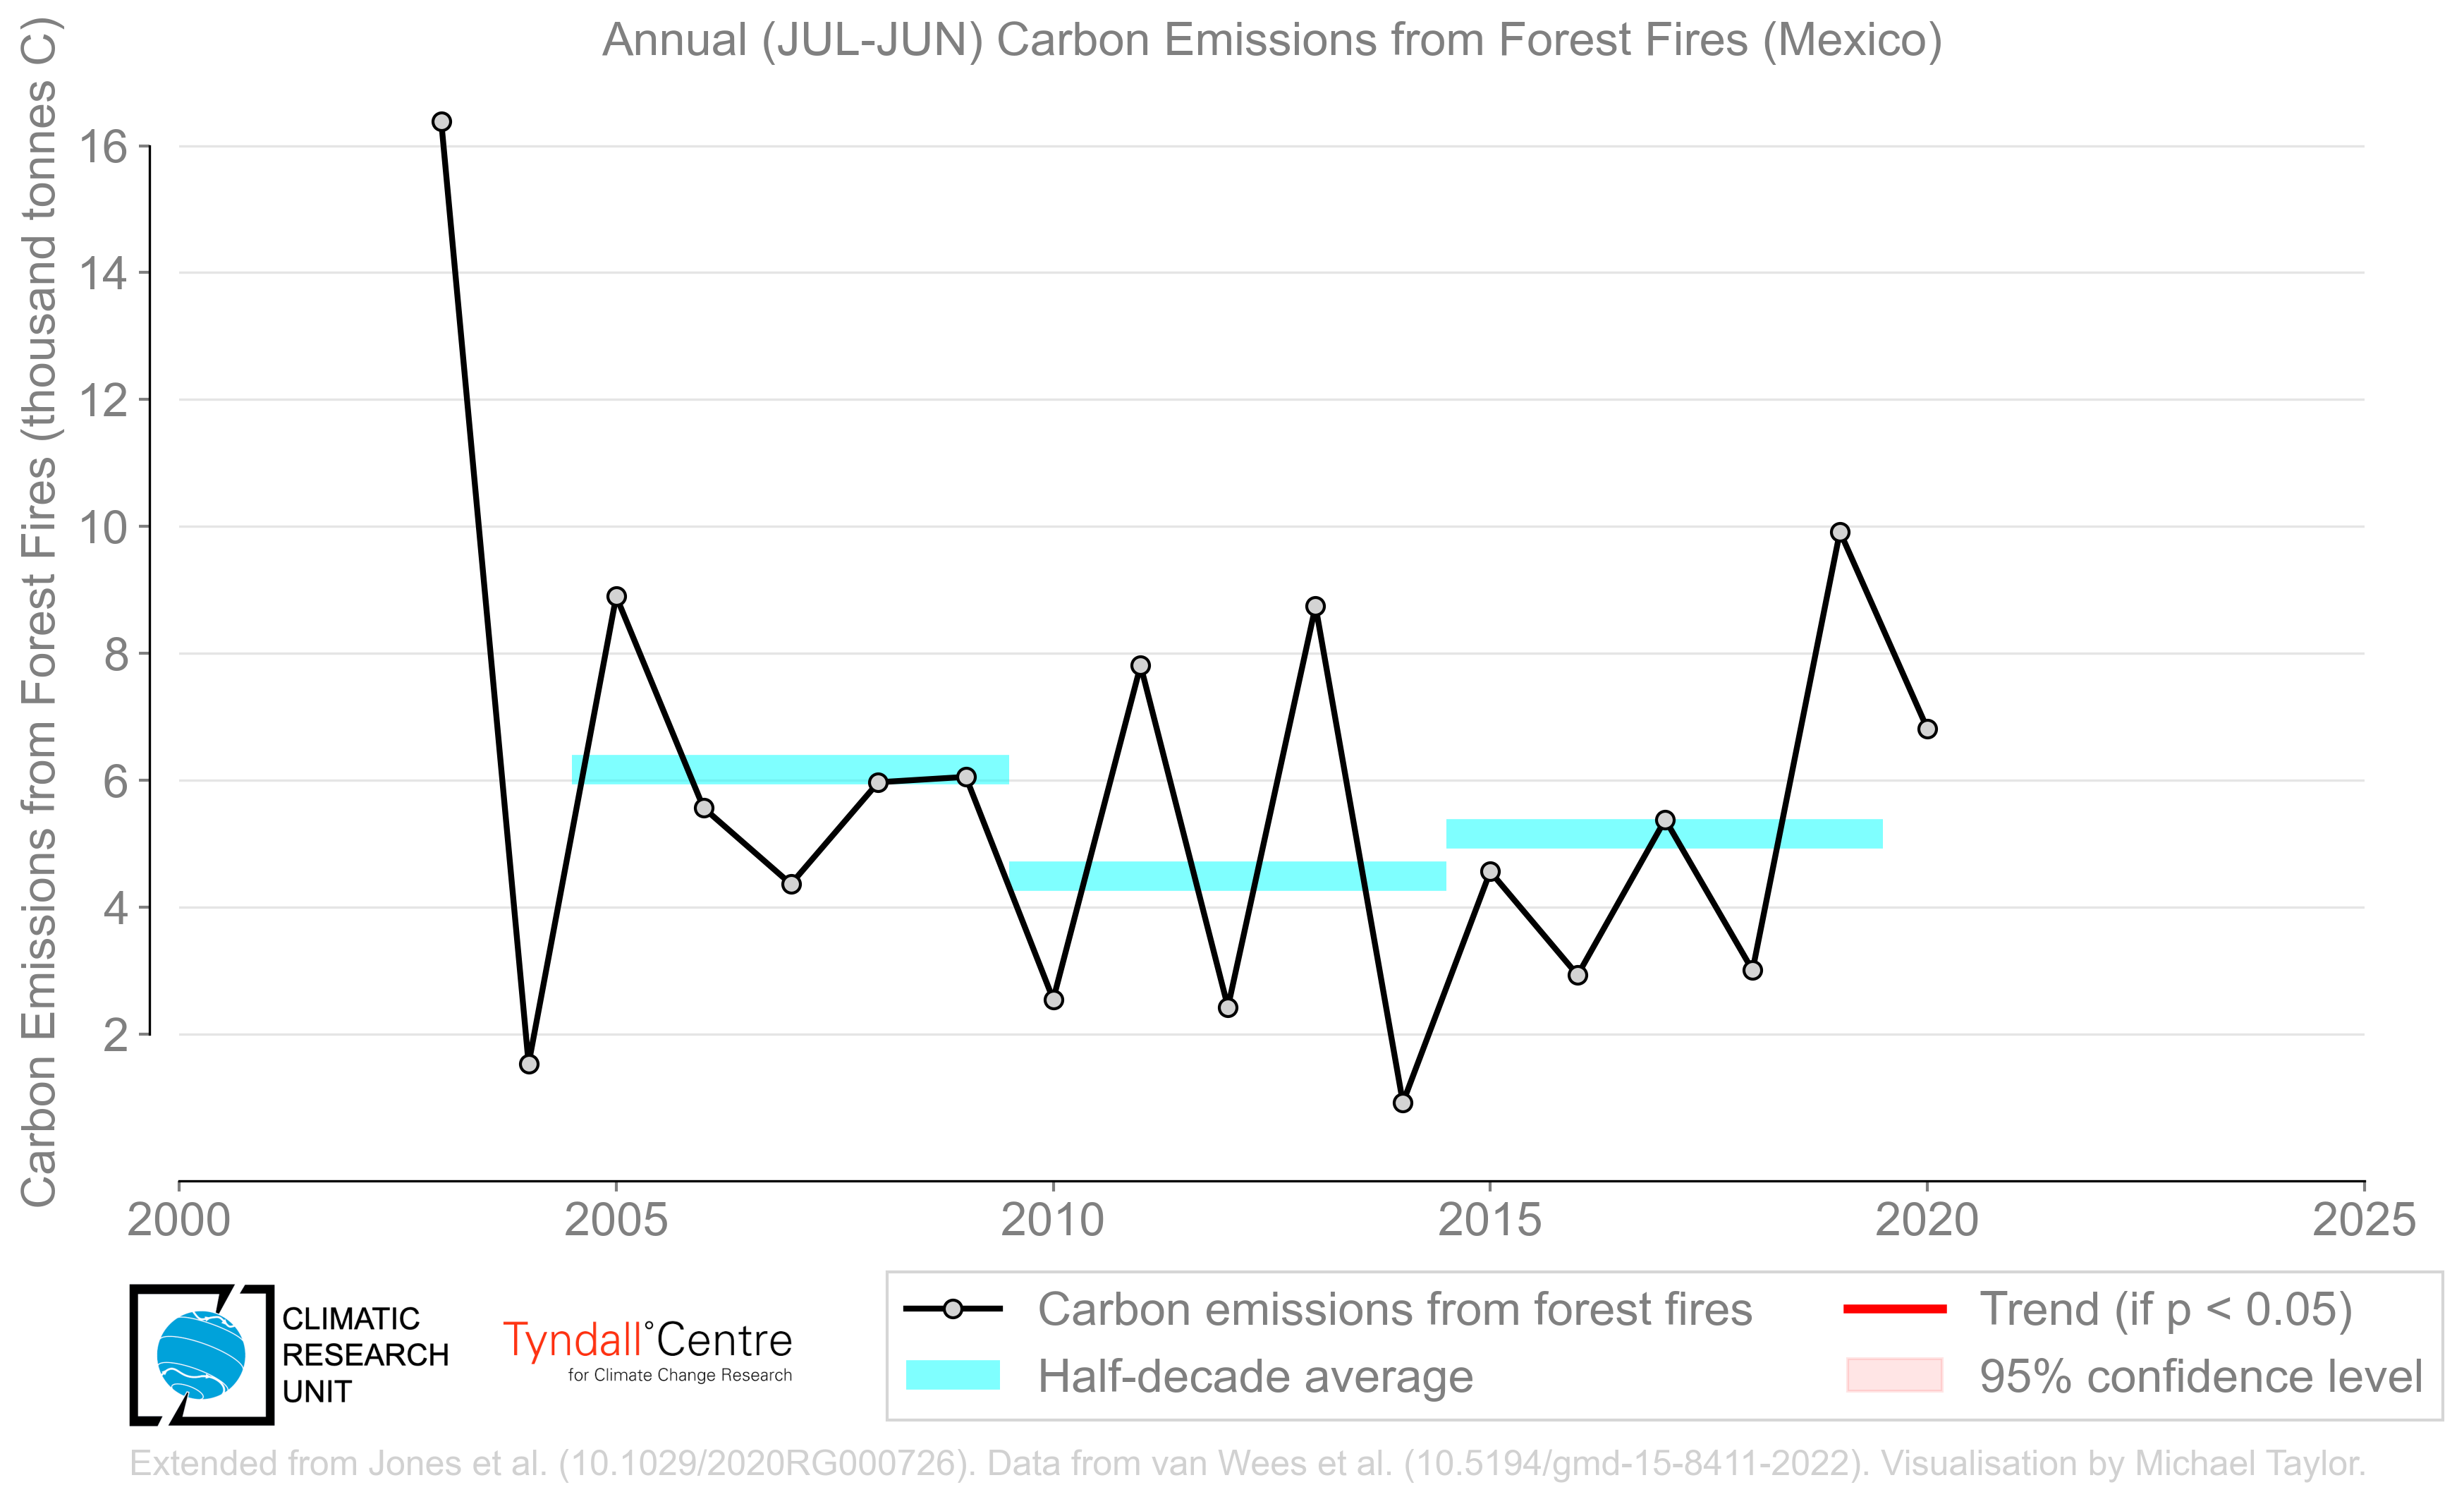 Annual (JUL-JUN) Carbon Emissions from Forest Fires (Mexico)
Carbon Emissions from Forest Fires (thousand tonnes C)
16
14
12
10
8
6
4
2
2000 2005 2010 2015 2020 2025
CLIMATIC
RESEARCH
UNIT
Tyndall°Centre
for Climate Change Research
Carbon emissions from forest fires
Half-decade average
Trend (if p < 0.05)
95% confidence level
Extended from Jones et al. (10.1029/2020RG000726). Data from van Wees et al. (10.5194/gmd-15-8411-2022). Visualisation by Michael Taylor.